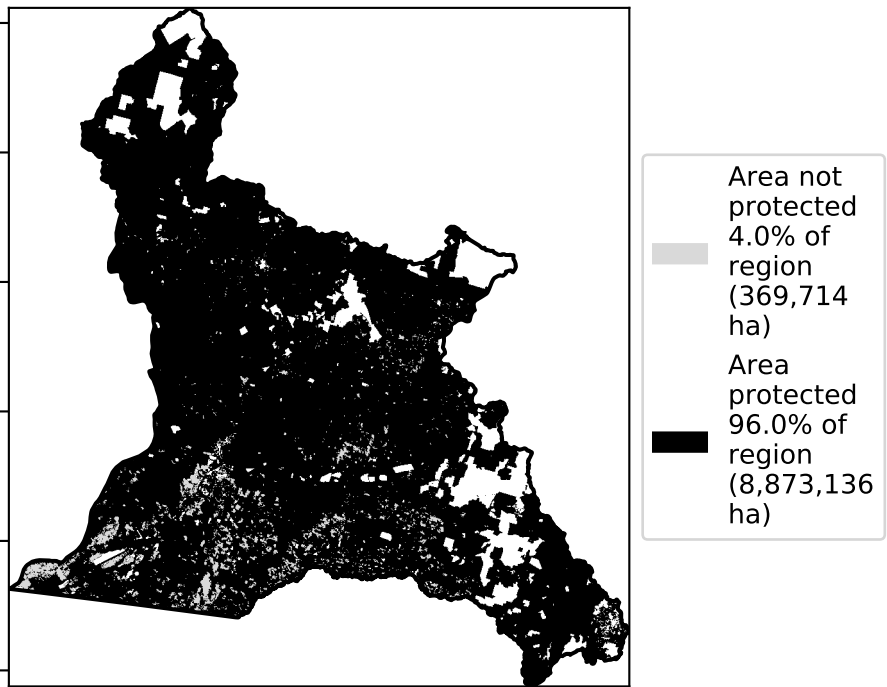 Area not
protected
4.0% of
region
(369,714
ha)
Area
protected
96.0% of
region
(8,873,136
ha)